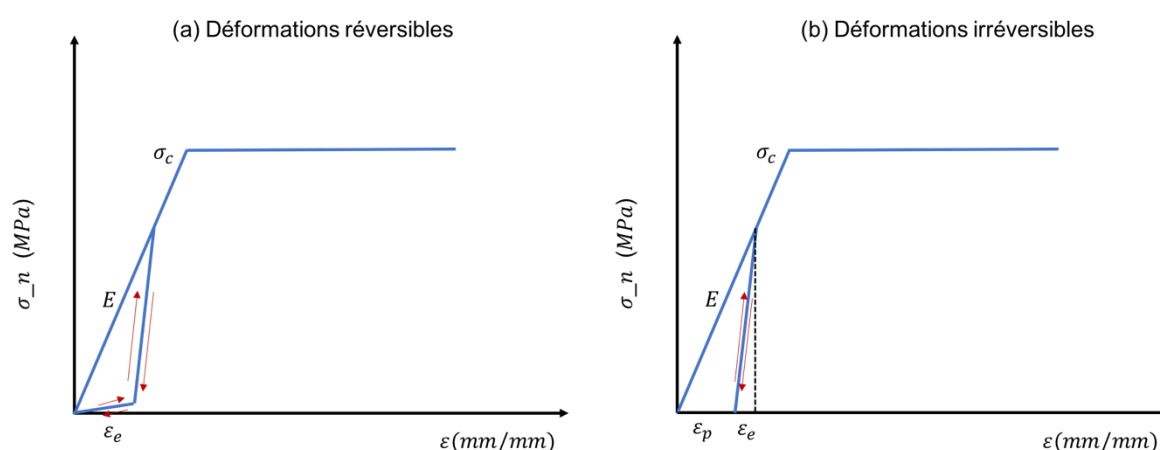 (a) Déformations réversibles
σ_c
σ_n (MPa)
E
ε_e
ε(mm/mm)
(b) Déformations irréversibles
σ_c
σ_n (MPa)
E
ε_p
ε_e
ε(mm/mm)